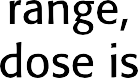 range,
dose is